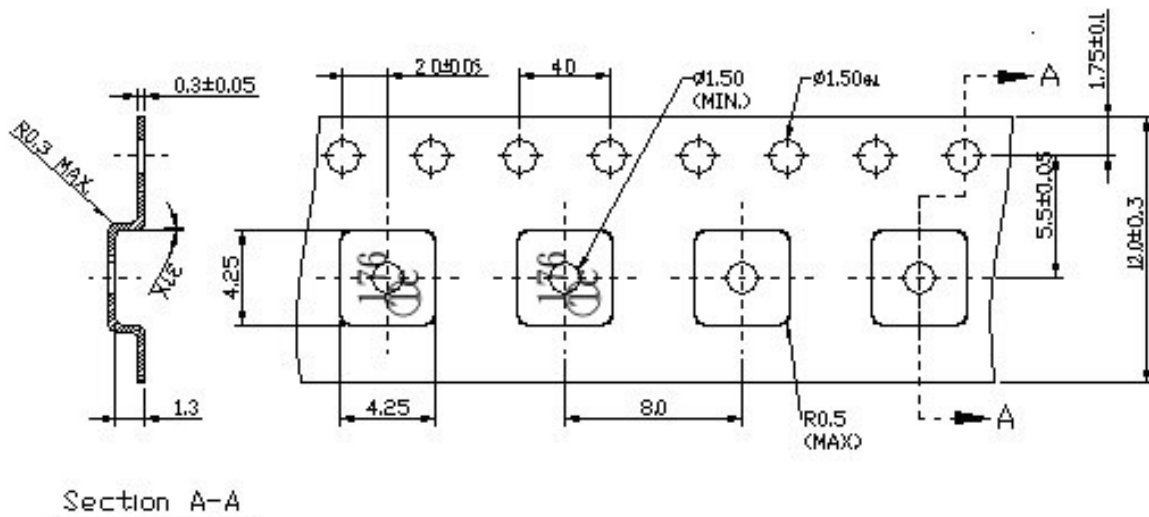 0.3±0.05
2.0±0.05
4.0
Ø1.50
(MIN.)
Ø1.50
A
1.75±0.1
R0.3 MAX.
5.5±0.05
12.0±0.3
4.25
176
176
1.3
4.25
8.0
R0.5
(MAX)
A
Section A-A